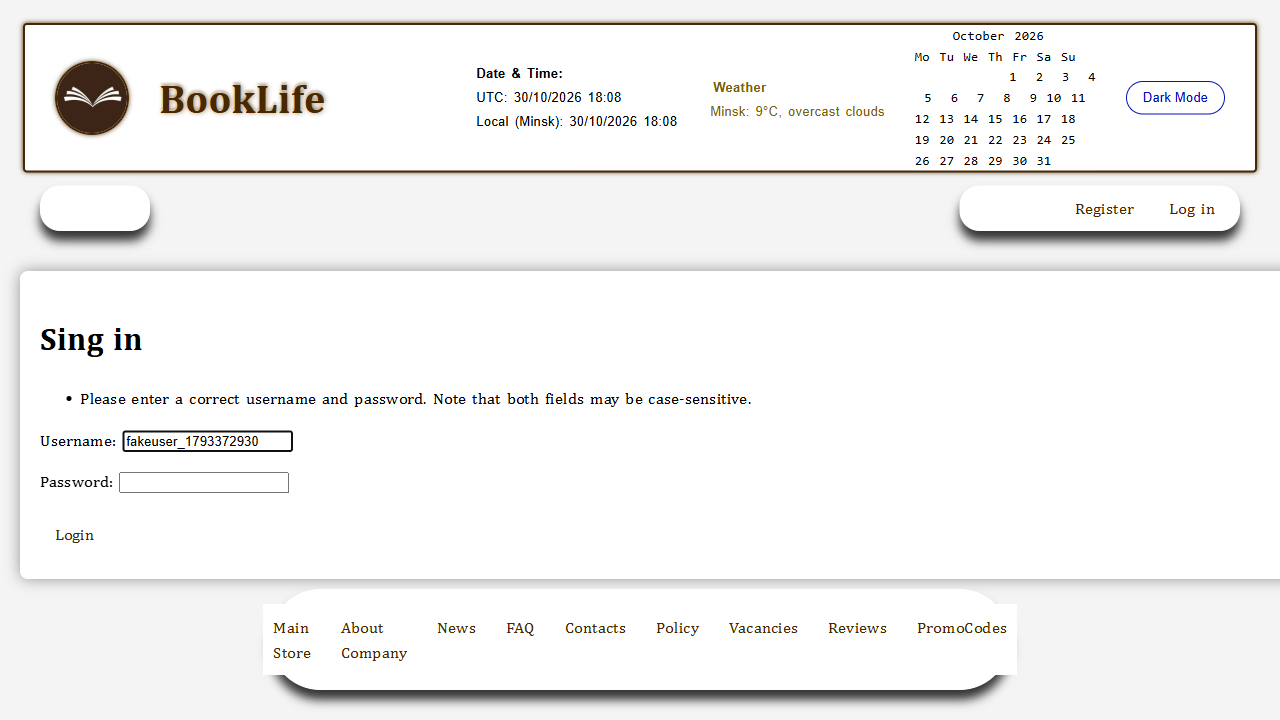 BookLife
Date & Time:
UTC: 30/10/2026 18:08
Local (Minsk): 30/10/2026 18:08
Weather
Minsk: 9°C, overcast clouds
October 2026
Mo Tu We Th Fr Sa Su
1 2 3 4
5 6 7 8 9 10 11
12 13 14 15 16 17 18
19 20 21 22 23 24 25
26 27 28 29 30 31
Dark Mode
Register Log in
Sing in
• Please enter a correct username and password. Note that both fields may be case-sensitive.
Username: fakeuser_1793372930
Password:
Login
Main Store
About Company
News
FAQ
Contacts
Policy
Vacancies
Reviews
PromoCodes